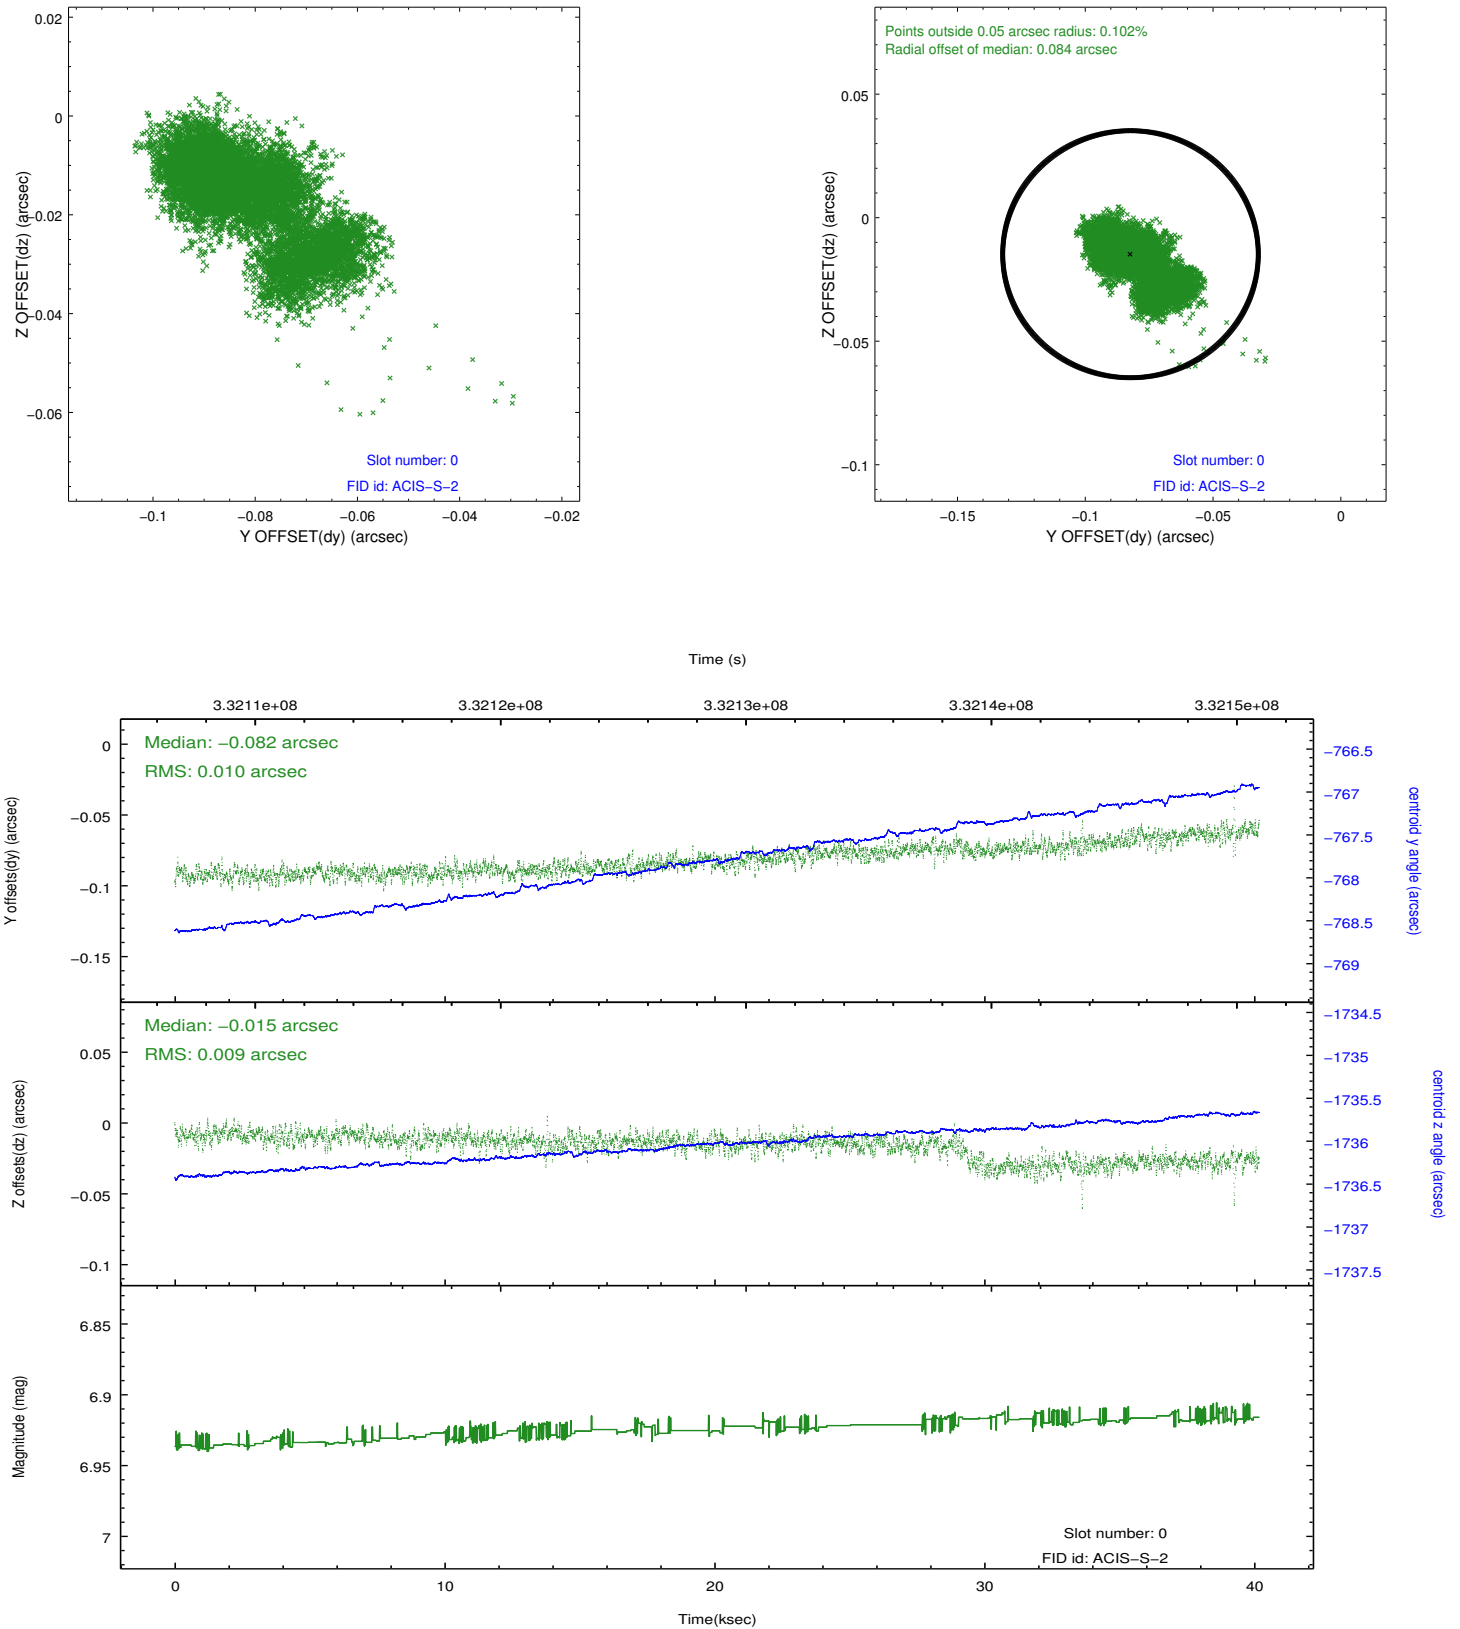 0.02
0
−0.02
−0.04
−0.06
Z OFFSET(dz) (arcsec)
Slot number: 0
FID id: ACIS−S−2
−0.1
−0.08
−0.06
−0.04
−0.02
Y OFFSET(dy) (arcsec)
Points outside 0.05 arcsec radius: 0.102%
Radial offset of median: 0.084 arcsec
0.05
0
−0.05
−0.1
Z OFFSET(dz) (arcsec)
Slot number: 0
FID id: ACIS−S−2
−0.15
−0.1
−0.05
0
Y OFFSET(dy) (arcsec)
Time (s)
3.3211e+08
3.3212e+08
3.3213e+08
3.3214e+08
3.3215e+08
Median: −0.082 arcsec
RMS: 0.010 arcsec
0
−0.05
−0.1
−0.15
Y offsets(dy) (arcsec)
−766.5
−767
−767.5
−768
−768.5
−769
centroid y angle (arcsec)
Median: −0.015 arcsec
RMS: 0.009 arcsec
0.05
0
−0.05
−0.1
Z offsets(dz) (arcsec)
−1734.5
−1735
−1735.5
−1736
−1736.5
−1737
−1737.5
centroid z angle (arcsec)
6.85
6.9
6.95
7
Magnitude (mag)
Slot number: 0
FID id: ACIS−S−2
0
10
20
30
40
Time(ksec)